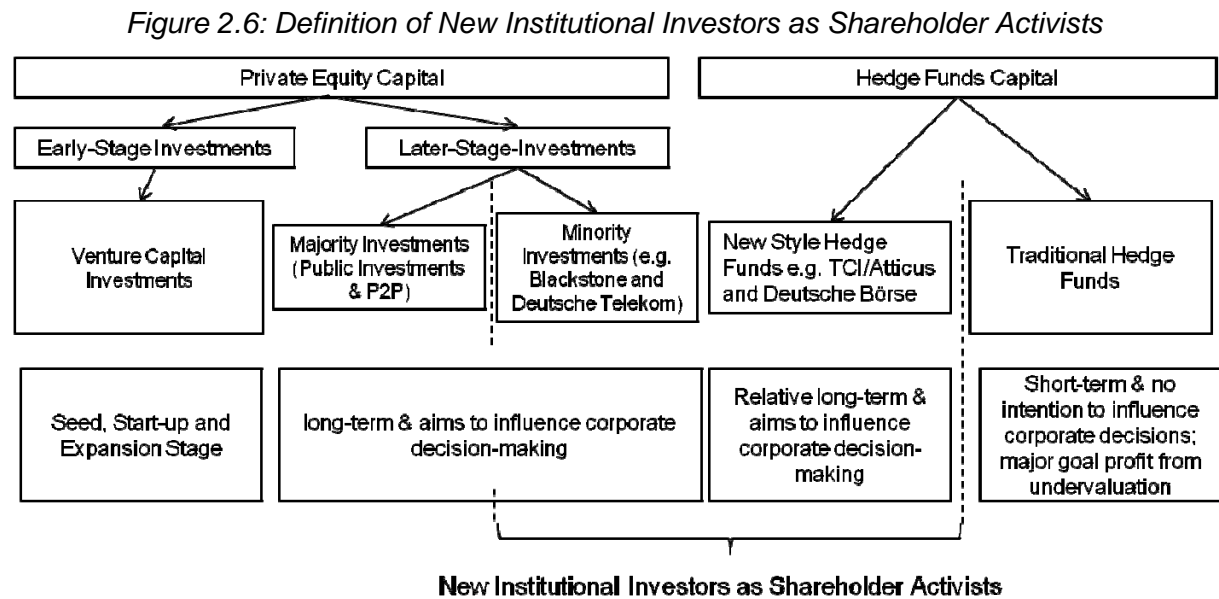 Figure 2.6: Definition of New Institutional Investors as Shareholder Activists
Private Equity Capital
Hedge Funds Capital
Early-Stage Investments
Later-Stage-Investments
Venture Capital
Investments
Majority Investments
(Public Investments
& P2P)
Minority
Investments (e.g.
Blackstone and
Deutsche Telekom)
New Style Hedge
Funds e.g. TCI/Atticus
and Deutsche Börse
Traditional Hedge
Funds
Seed, Start-up and
Expansion Stage
long-term & aims to influence corporate
decision-making
Relative long-term &
aims to influence
corporate decision-
making
Short-term & no
intention to influence
corporate decisions;
major goal profit from
undervaluation
New Institutional Investors as Shareholder Activists